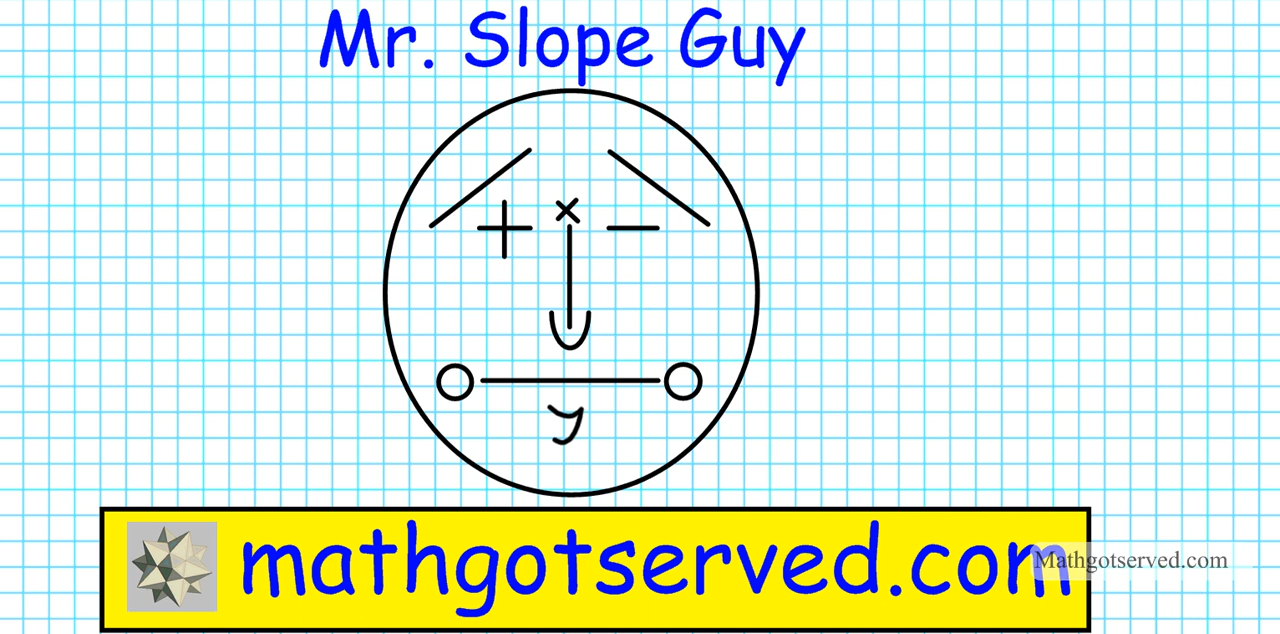 Mr. Slope Guy
x
+ −
y
mathgotserved.com
Mathgotserved.com